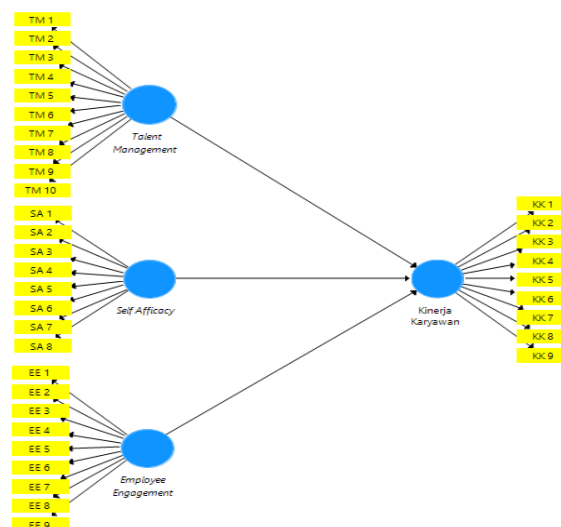 TM 1
TM 2
TM 3
TM 4
TM 5
TM 6
TM 7
TM 8
TM 9
TM 10
Talent
Management
SA 1
SA 2
SA 3
SA 4
SA 5
SA 6
SA 7
SA 8
Self Afficacy
EE 1
EE 2
EE 3
EE 4
EE 5
EE 6
EE 7
EE 8
EE 9
Employee
Engagement
Kinerja
Karyawan
KK 1
KK 2
KK 3
KK 4
KK 5
KK 6
KK 7
KK 8
KK 9